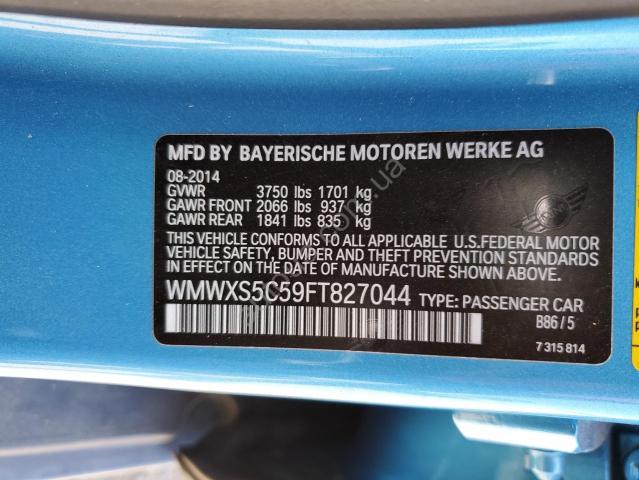 MFD BY BAYERISCHE MOTOREN WERKE AG
08-2014
GVWR 3750 lbs 1701 kg
GAWR FRONT 2066 lbs 937 kg
GAWR REAR 1841 lbs 835 kg
THIS VEHICLE CONFORMS TO ALL APPLICABLE U.S.FEDERAL MOTOR
VEHICLE SAFETY, BUMPER, AND THEFT PREVENTION STANDARDS
IN EFFECT ON THE DATE OF MANUFACTURE SHOWN ABOVE.
WMWXS5C59FT827044 TYPE: PASSENGER CAR
B86/5
7 315 814